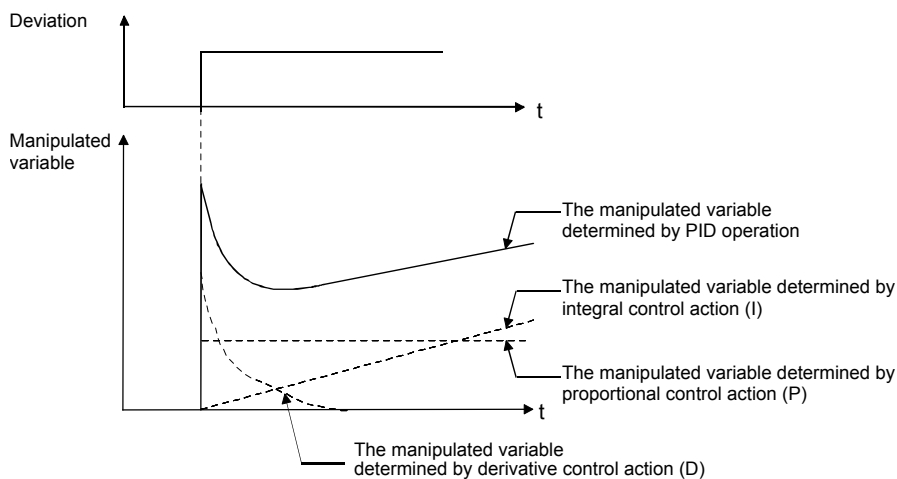 Deviation
t
Manipulated
variable
The manipulated variable
determined by PID operation
The manipulated variable determined by
integral control action (I)
The manipulated variable determined by
proportional control action (P)
t
The manipulated variable
determined by derivative control action (D)